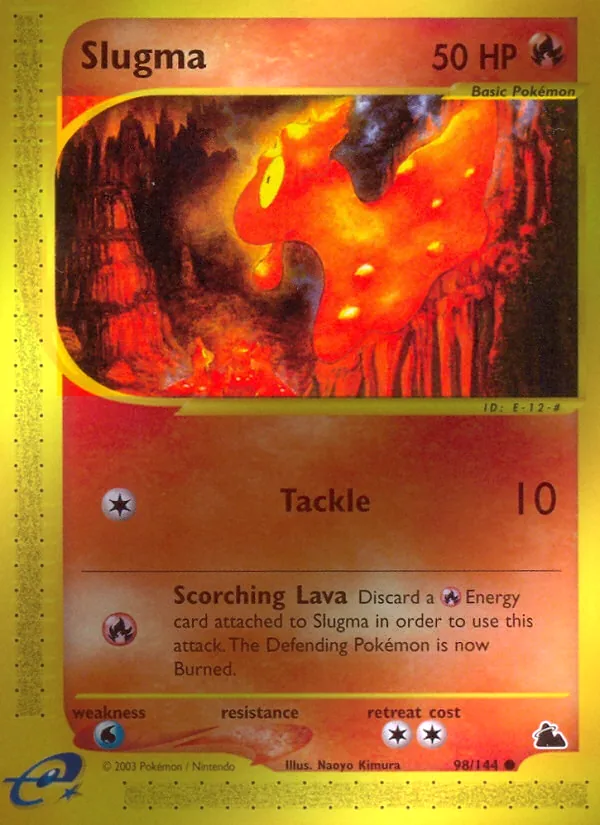 Slugma 50 HP
Basic Pokémon
ID: E-12-#
Tackle 10
Scorching Lava Discard a Energy
card attached to Slugma in order to use this
attack. The Defending Pokémon is now
Burned.
weakness resistance retreat cost
© 2003 Pokémon / Nintendo Illus. Naoyo Kimura 98/144
e